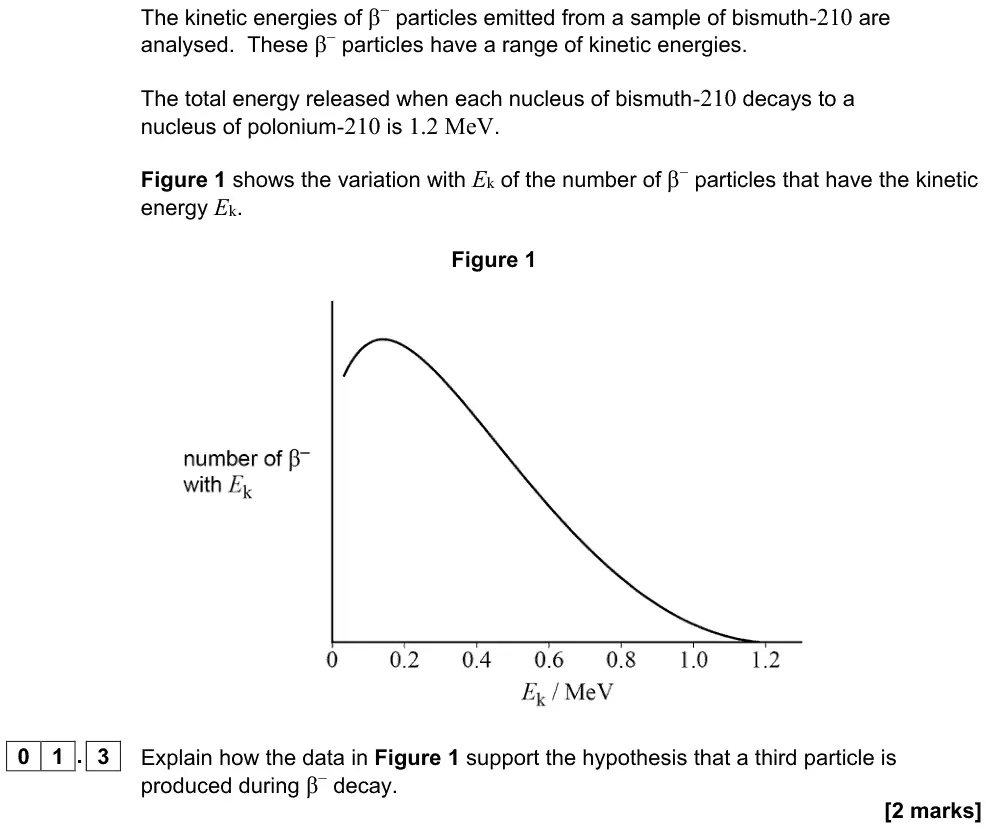 The kinetic energies of β⁻ particles emitted from a sample of bismuth-210 are
analysed. These β⁻ particles have a range of kinetic energies.
The total energy released when each nucleus of bismuth-210 decays to a
nucleus of polonium-210 is 1.2 MeV.
Figure 1 shows the variation with Eₖ of the number of β⁻ particles that have the kinetic
energy Eₖ.
Figure 1
number of β⁻
with Eₖ
0 0.2 0.4 0.6 0.8 1.0 1.2
Eₖ / MeV
0 1 . 3 Explain how the data in Figure 1 support the hypothesis that a third particle is
produced during β⁻ decay.
[2 marks]